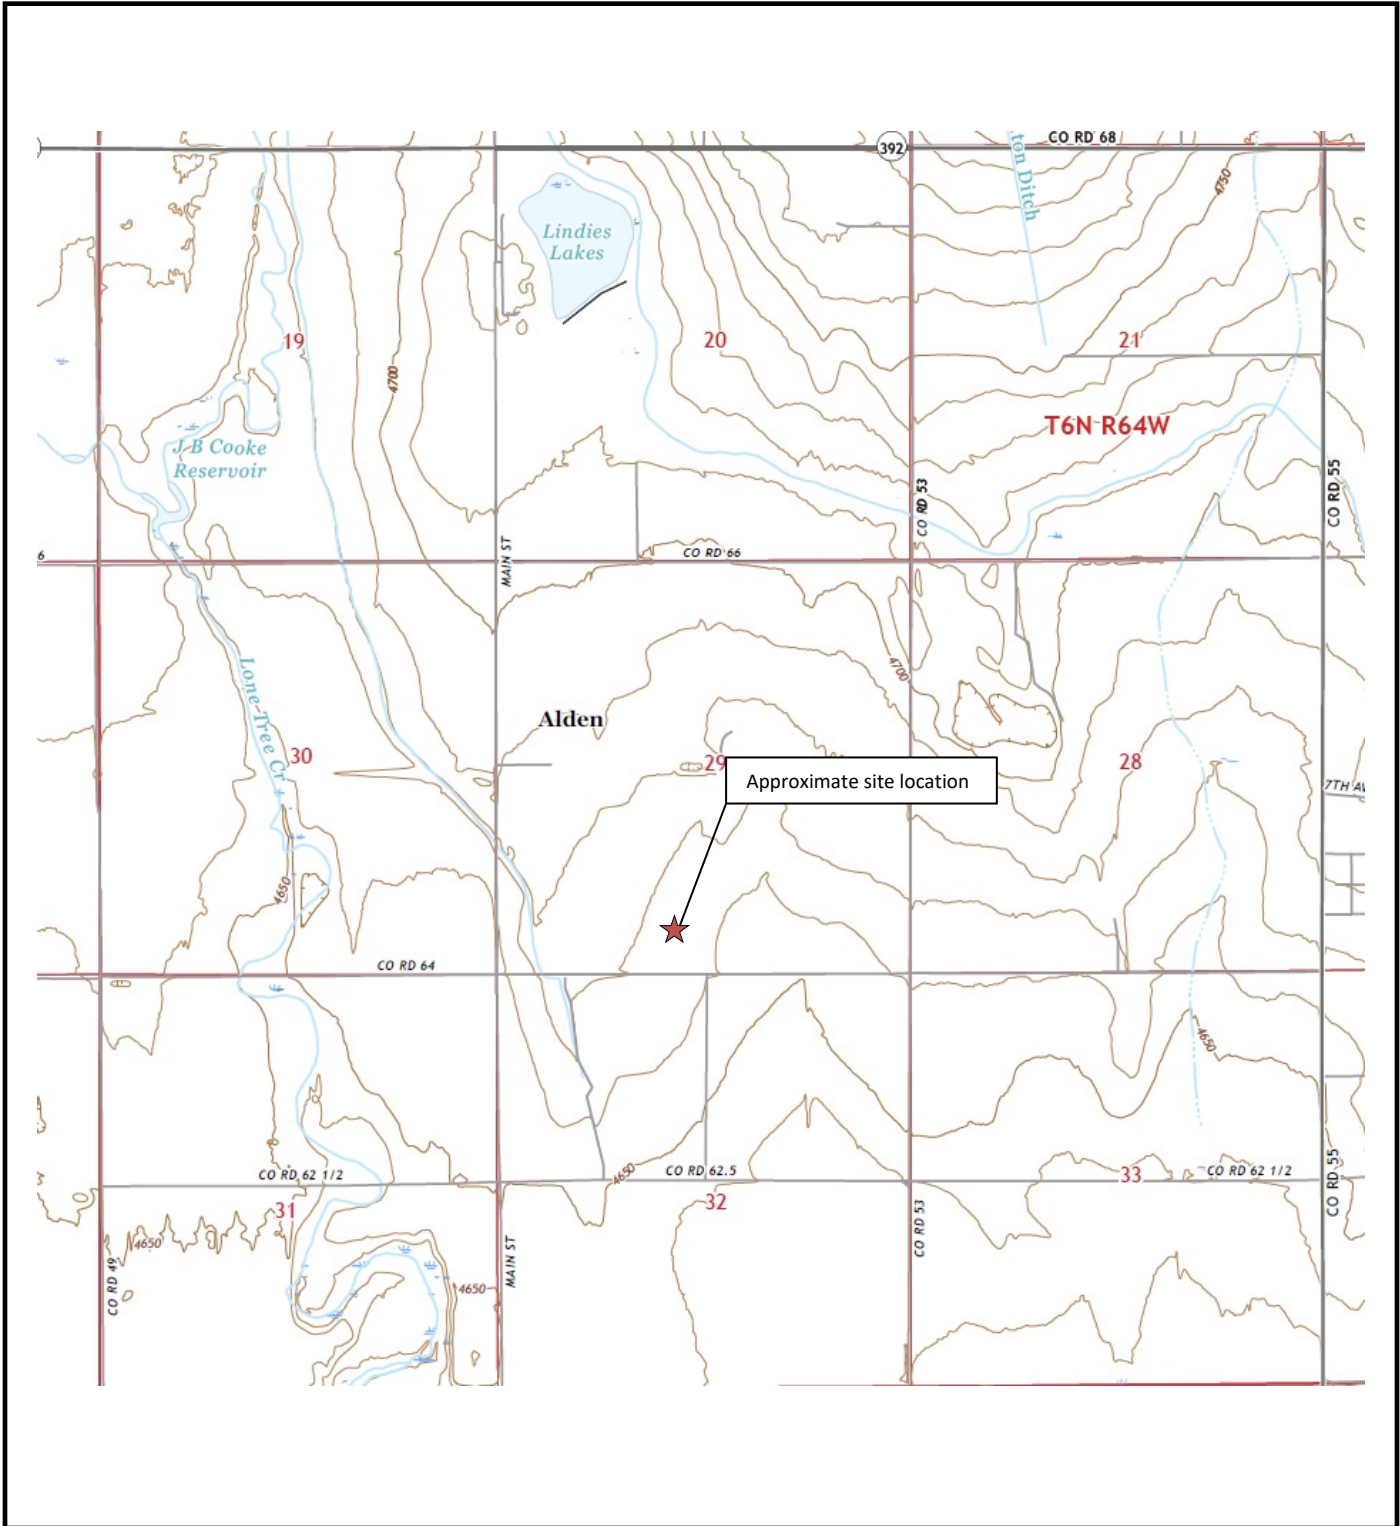 CO RD 68
392
ton Ditch
4750
Lindies
Lakes
19
20
21
4700
T6N R64W
J B Cooke
Reservoir
CO RD 53
CO RD 55
6
CO RD 66
MAIN ST
Lone Tree Cr
4700
Alden
30
29
28
Approximate site location
7TH AV
4650
CO RD 64
4650
CO RD 62 1/2
4650
CO RD 62.5
33
CO RD 62 1/2
CO RD 55
31
32
4650
CO RD 53
MAIN ST
CO RD 49
4650